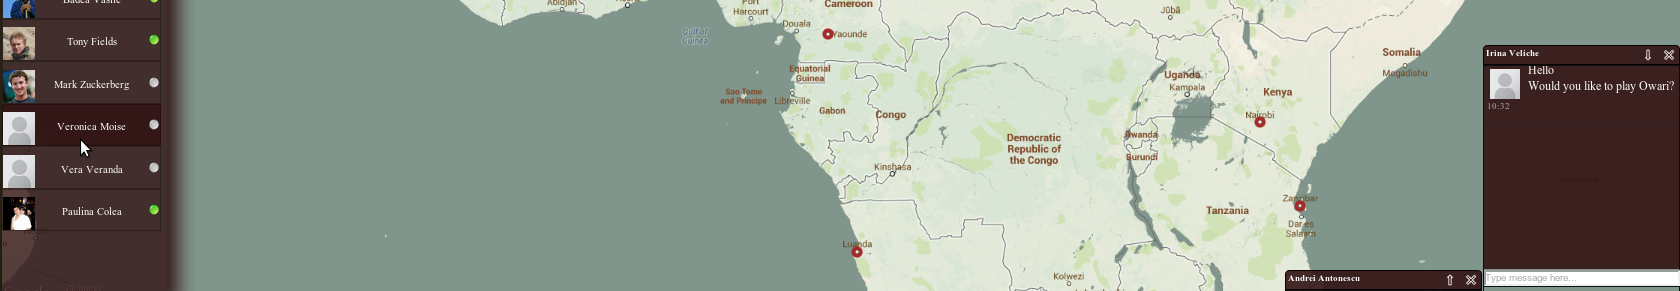 Badea Vasile
Tony Fields
Mark Zuckerberg
Veronica Moise
Vera Veranda
Paulina Colea
Abidjan
Gulf of
Guinea
Port
Harcourt
Cameroon
Douala
Yaounde
Equatorial
Guinea
Sao Tome
and Principe
Libreville
Gabon
Congo
Kinshasa
Luanda
Democratic
Republic of
the Congo
Kolwezi
Jūbā
Uganda
Kampala
Kenya
Nairobi
Rwanda
Burundi
Tanzania
Zanzibar
Dar es
Salaam
Somalia
Mogadishu
Andrei Antonescu
Irina Veliche
Hello
Would you like to play Owari?
10:32
Type message here...